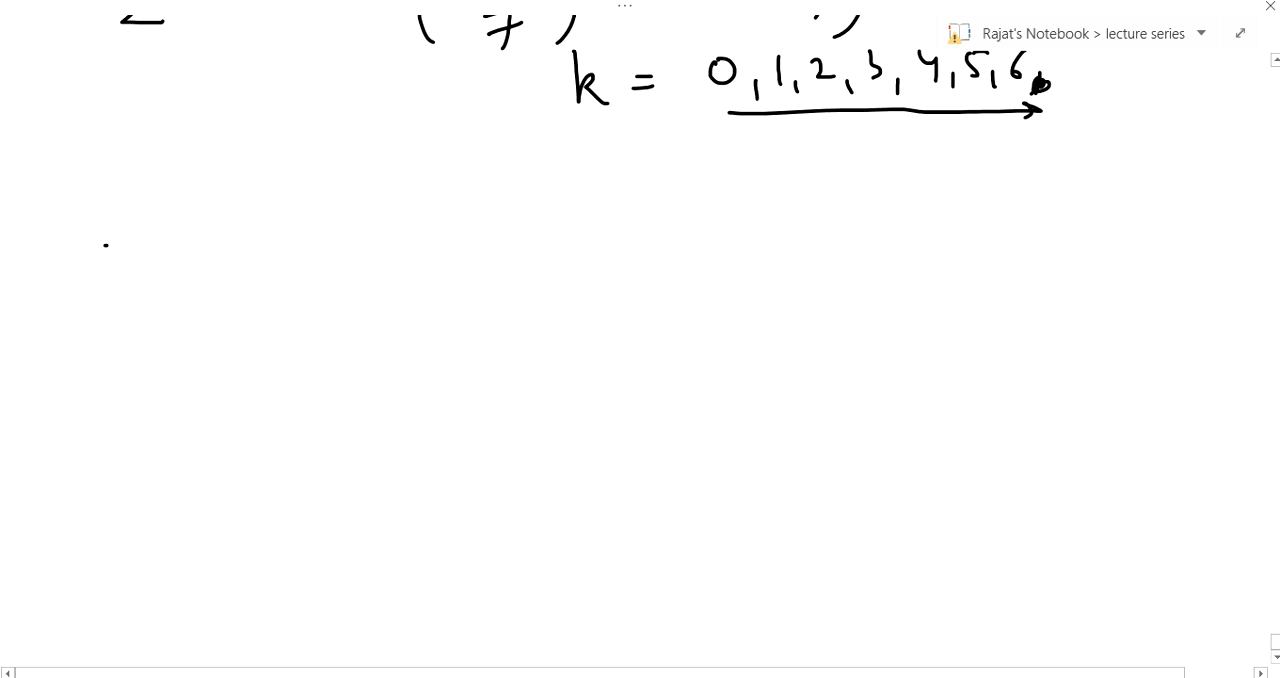 Rajat's Notebook > lecture series
k = 0, 1, 2, 3, 4, 5, 6